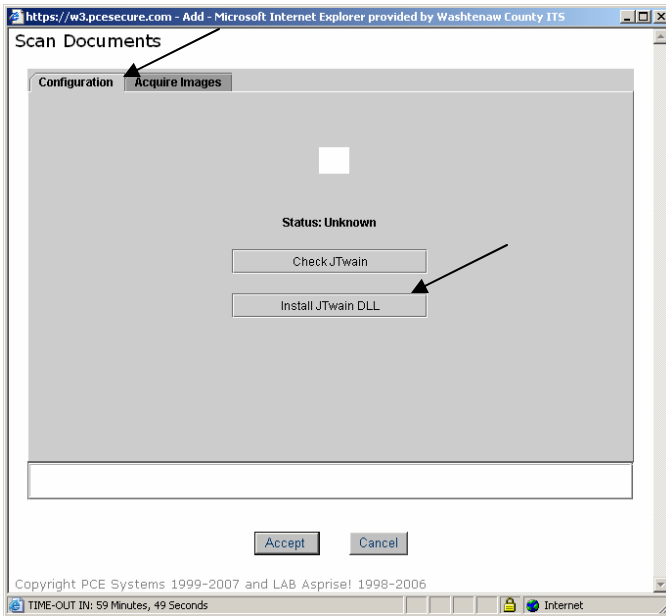 https://w3.pcesecure.com - Add - Microsoft Internet Explorer provided by Washtenaw County ITS
Scan Documents
Configuration Acquire Images
Status: Unknown
Check JTwain
Install JTwain DLL
Accept Cancel
Copyright PCE Systems 1999-2007 and LAB Asprise! 1998-2006
TIME-OUT IN: 59 Minutes, 49 Seconds Internet